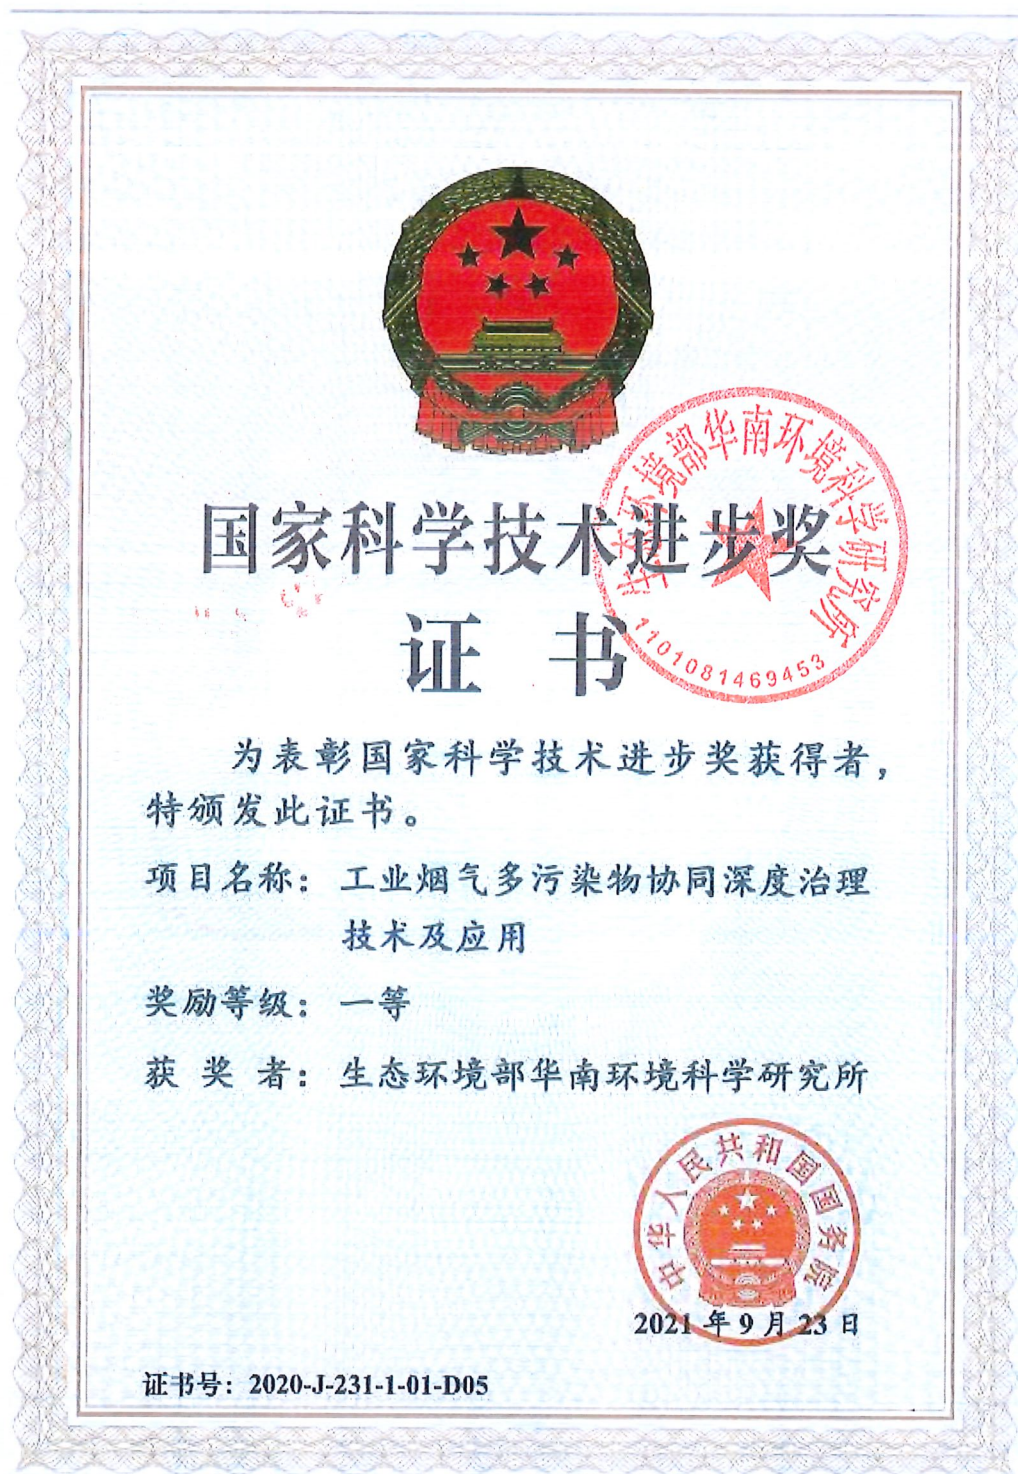 生态环境部华南环境科学研究所
国家科学技术进步奖
证书
1101081469453
为表彰国家科学技术进步奖获得者，
特颁发此证书。
项目名称： 工业烟气多污染物协同深度治理
技术及应用
奖励等级： 一等
获奖者： 生态环境部华南环境科学研究所
中华人民共和国国务院
2021年9月23日
证书号：2020-J-231-1-01-D05